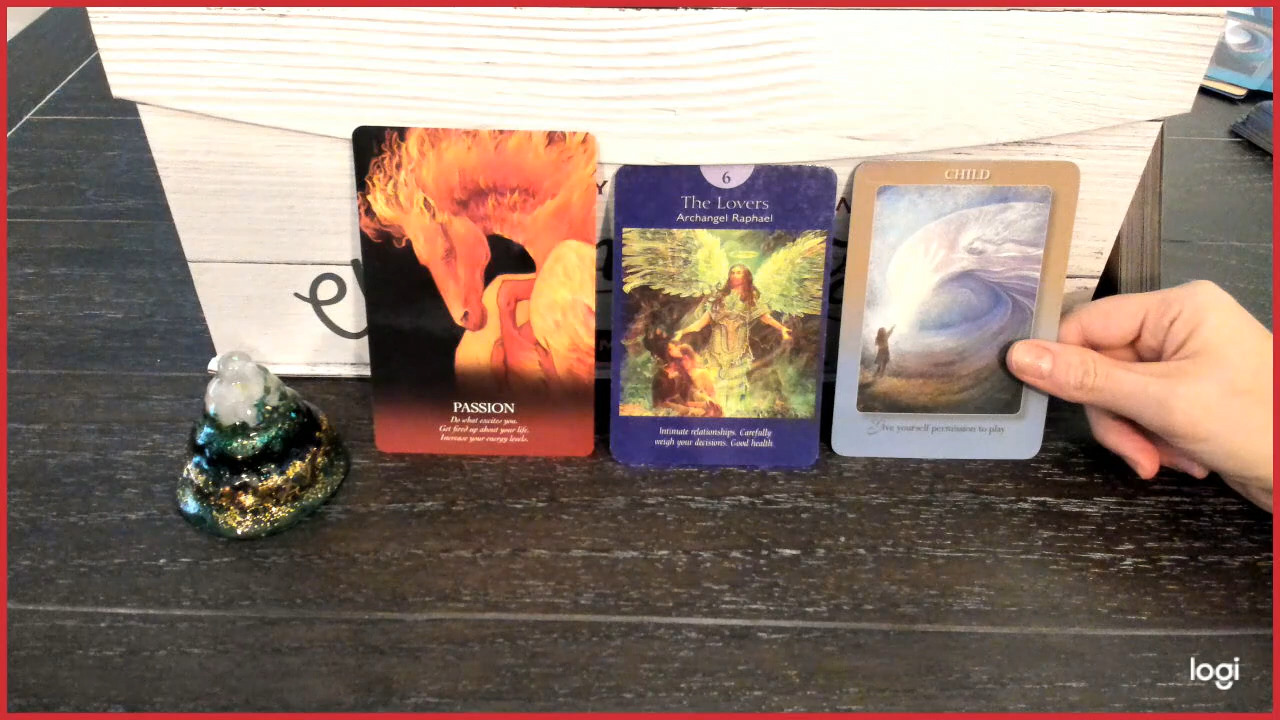 PASSION
Do what excites you.
Get fired up about your life.
Increase your energy levels.
6
The Lovers
Archangel Raphael
Intimate relationships. Carefully
weigh your decisions. Good health.
CHILD
Give yourself permission to play
logi